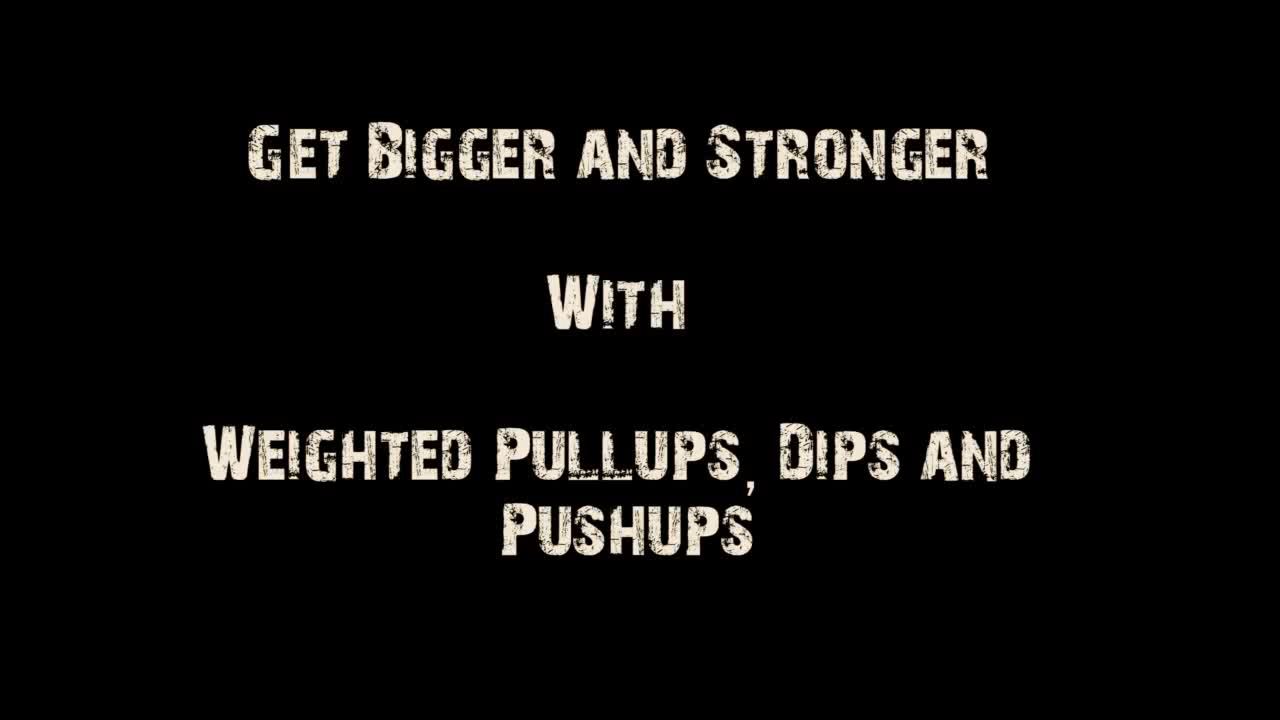 Get Bigger and Stronger
With
Weighted Pullups, Dips and
Pushups